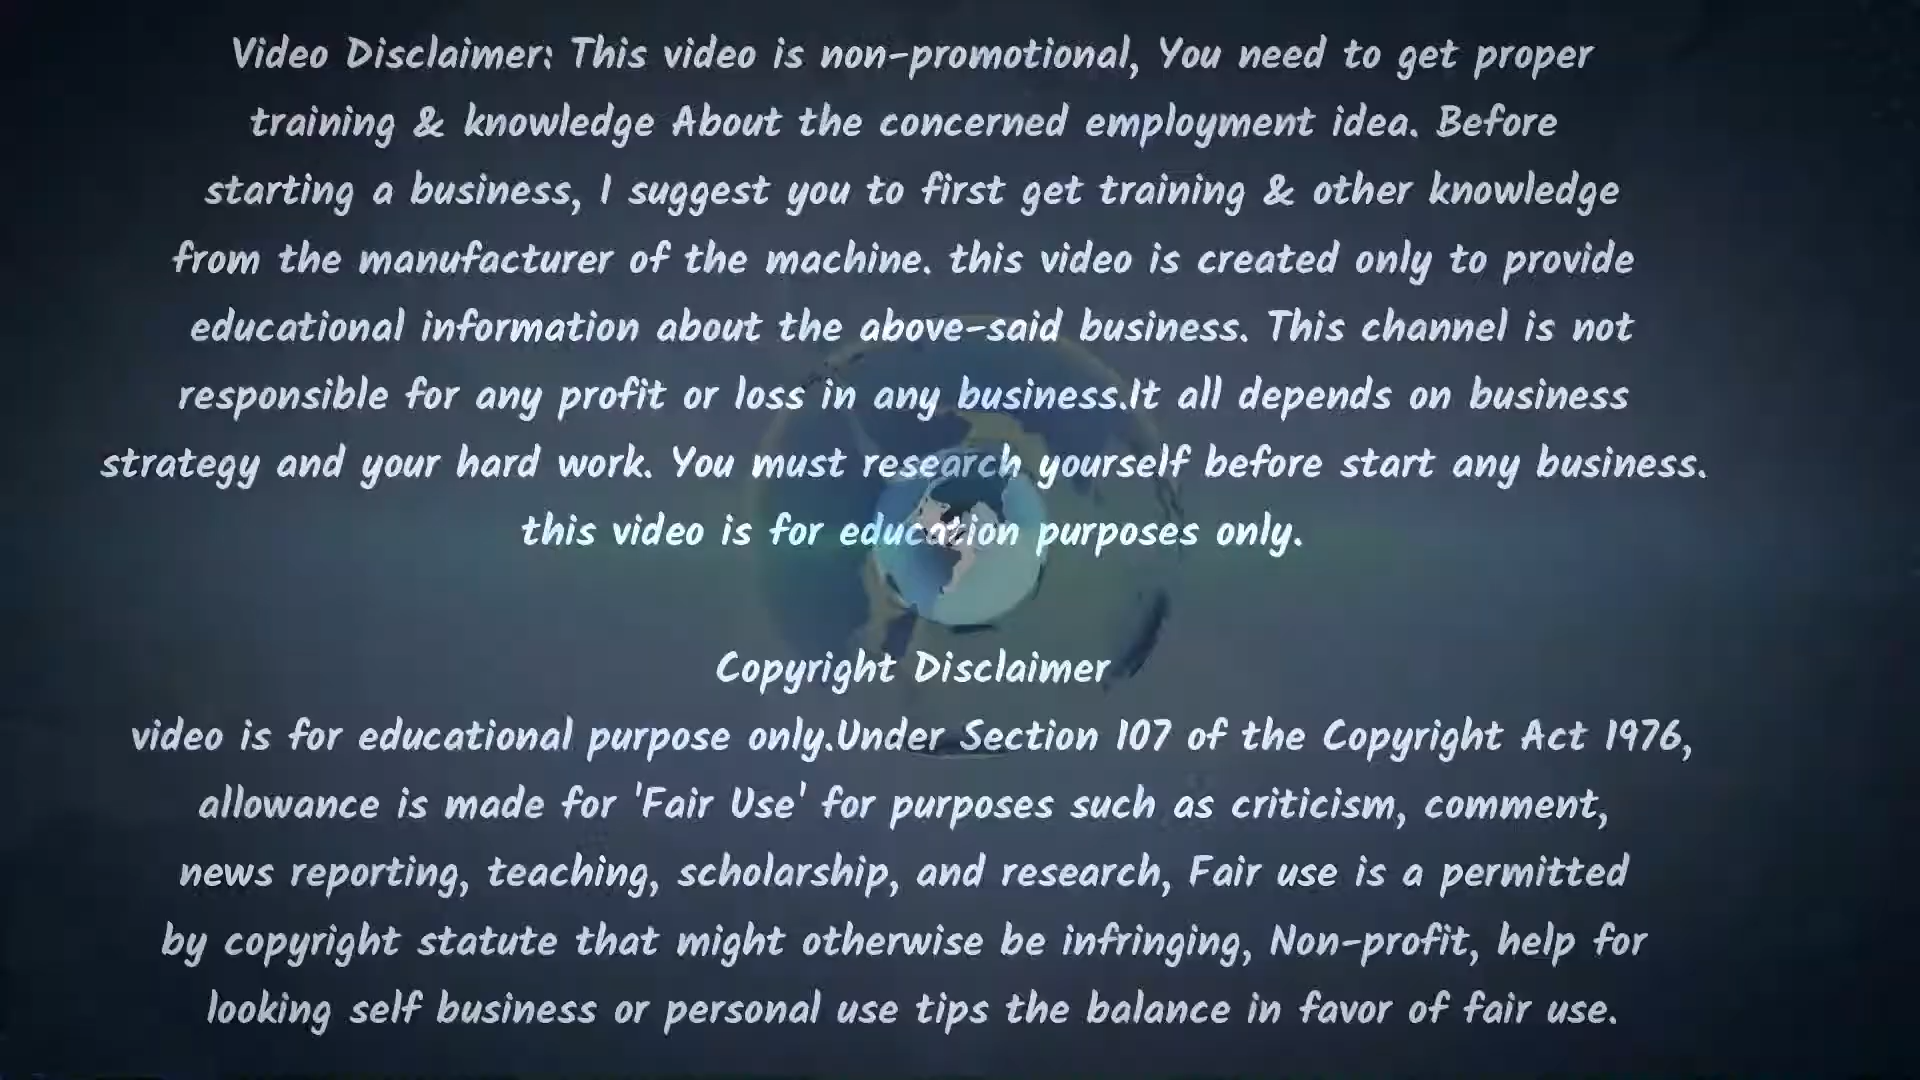 Video Disclaimer: This video is non-promotional, You need to get proper
training & knowledge About the concerned employment idea. Before
starting a business, I suggest you to first get training & other knowledge
from the manufacturer of the machine. this video is created only to provide
educational information about the above-said business. This channel is not
responsible for any profit or loss in any business.It all depends on business
strategy and your hard work. You must research yourself before start any business.
this video is for education purposes only.
Copyright Disclaimer
video is for educational purpose only.Under Section 107 of the Copyright Act 1976,
allowance is made for 'Fair Use' for purposes such as criticism, comment,
news reporting, teaching, scholarship, and research, Fair use is a permitted
by copyright statute that might otherwise be infringing, Non-profit, help for
looking self business or personal use tips the balance in favor of fair use.